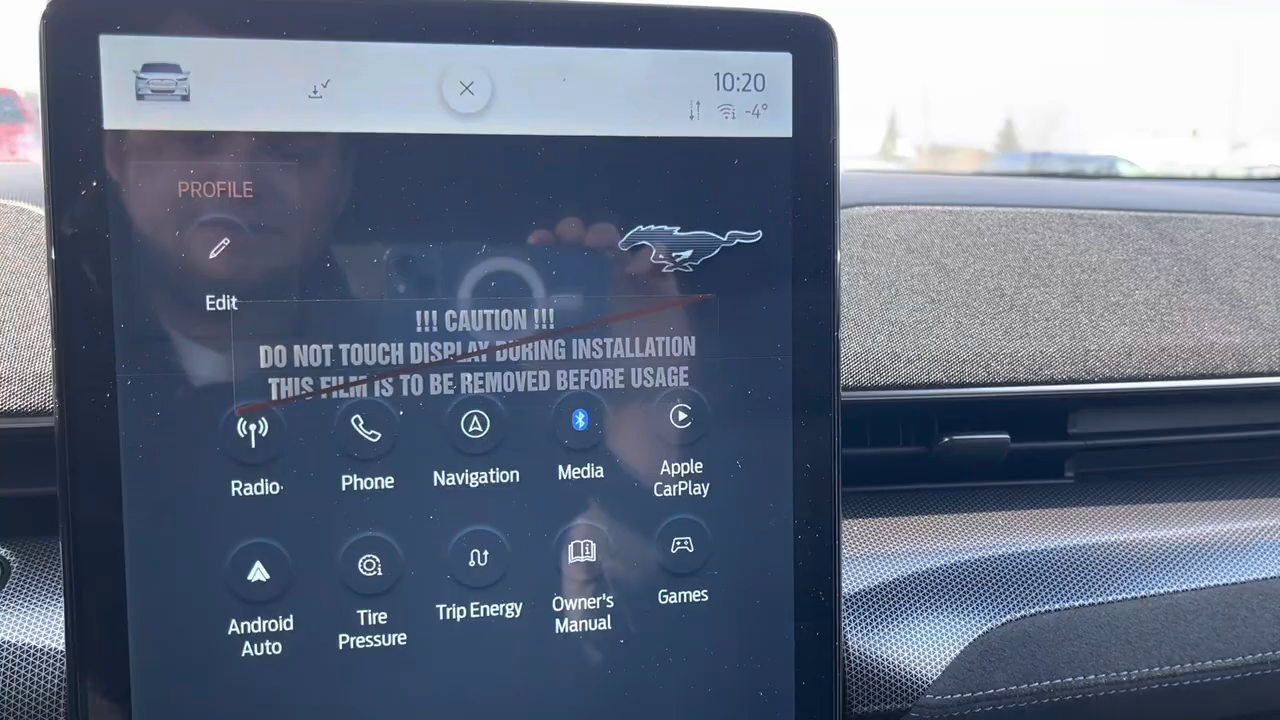 10:20
-4°
PROFILE
Edit
!!! CAUTION !!!
DO NOT TOUCH DISPLAY DURING INSTALLATION
THIS FILM IS TO BE REMOVED BEFORE USAGE
Radio
Phone
Navigation
Media
Apple
CarPlay
Android
Auto
Tire
Pressure
Trip Energy
Owner's
Manual
Games